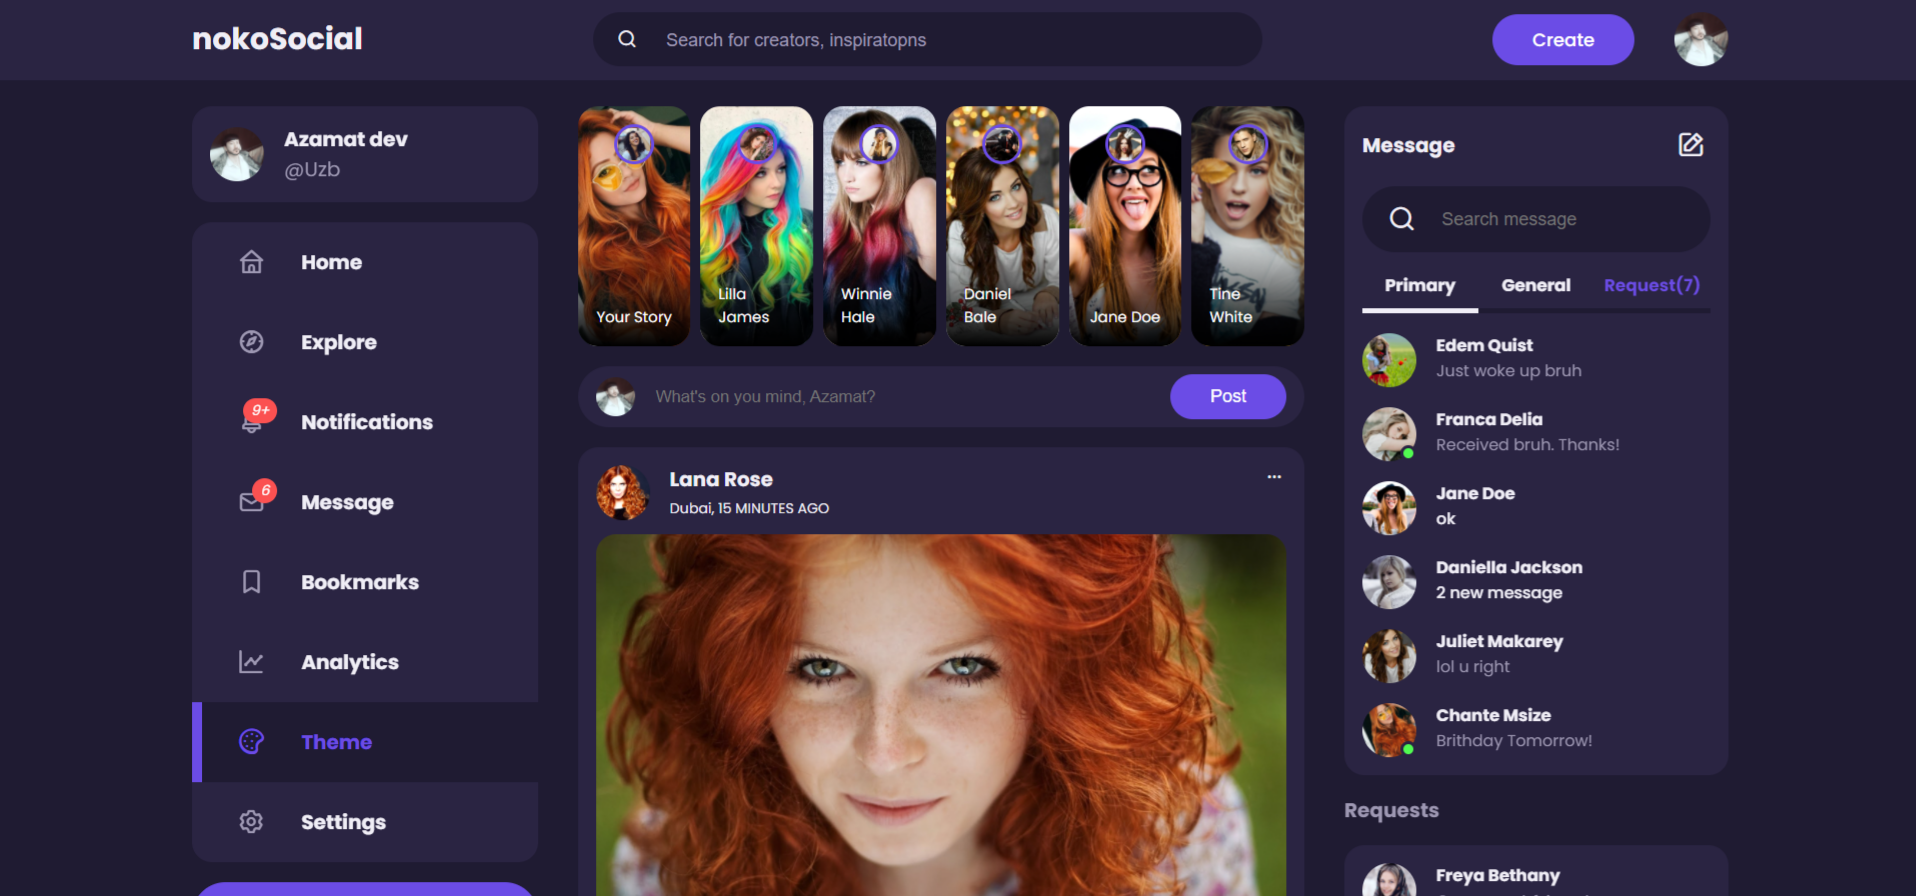 nokoSocial
Search for creators, inspiratopns
Create
Azamat dev
@Uzb
Home
Explore
9+
Notifications
6
Message
Bookmarks
Analytics
Theme
Settings
Your Story
Lilla
James
Winnie
Hale
Daniel
Bale
Jane Doe
Tine
White
What's on you mind, Azamat?
Post
Lana Rose
Dubai, 15 MINUTES AGO
Message
Search message
Primary
General
Request(7)
Edem Quist
Just woke up bruh
Franca Delia
Received bruh. Thanks!
Jane Doe
ok
Daniella Jackson
2 new message
Juliet Makarey
lol u right
Chante Msize
Brithday Tomorrow!
Requests
Freya Bethany